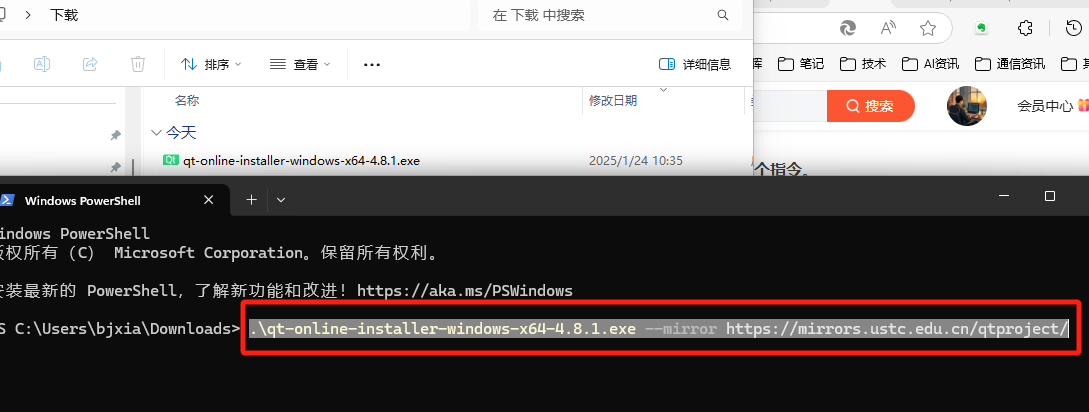 下载
在 下载 中搜索
排序
查看
详细信息
笔记
技术
AI资讯
通信资讯
名称
修改日期
搜索
会员中心
今天
qt-online-installer-windows-x64-4.8.1.exe
2025/1/24 10:35
个指令。
Windows PowerShell
indows PowerShell
版权所有 (C) Microsoft Corporation。保留所有权利。
安装最新的 PowerShell，了解新功能和改进！https://aka.ms/PSWindows
S C:\Users\bjxia\Downloads> .\qt-online-installer-windows-x64-4.8.1.exe --mirror https://mirrors.ustc.edu.cn/qtproject/